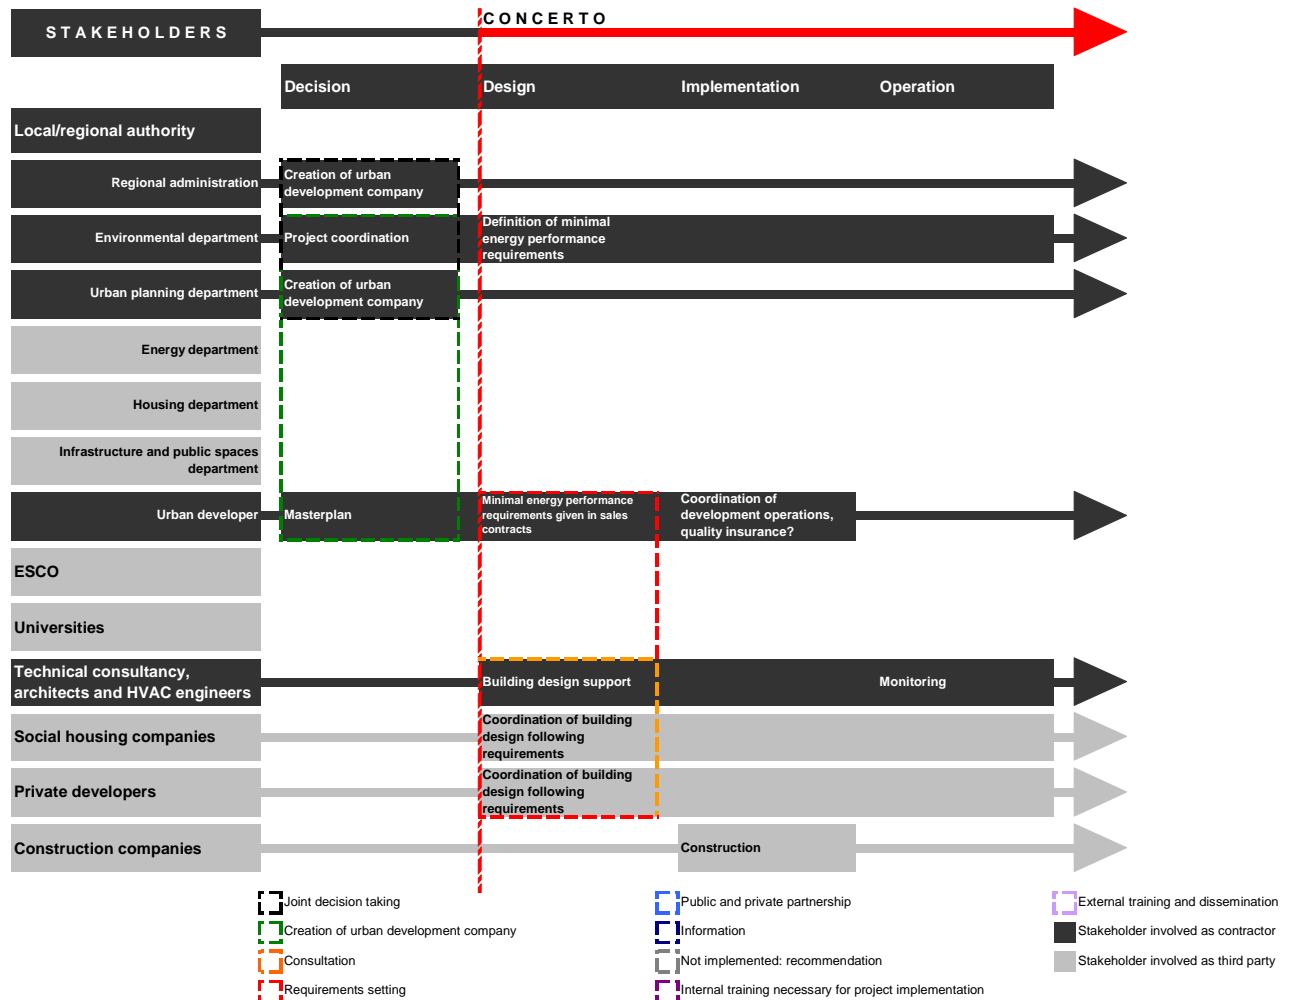 STAKEHOLDERS
CONCERTO
Decision Design Implementation Operation
Local/regional authority
Regional administration
Creation of urban
development company
Environmental department
Project coordination
Definition of minimal
energy performance
requirements
Urban planning department
Creation of urban
development company
Energy department
Housing department
Infrastructure and public spaces
department
Urban developer
Masterplan
Minimal energy performance
requirements given in sales
contracts
Coordination of
development operations,
quality insurance?
ESCO
Universities
Technical consultancy,
architects and HVAC engineers
Building design support
Monitoring
Social housing companies
Coordination of building
design following
requirements
Private developers
Coordination of building
design following
requirements
Construction companies
Construction
Joint decision taking
Creation of urban development company
Consultation
Requirements setting
Public and private partnership
Information
Not implemented: recommendation
Internal training necessary for project implementation
External training and dissemination
Stakeholder involved as contractor
Stakeholder involved as third party